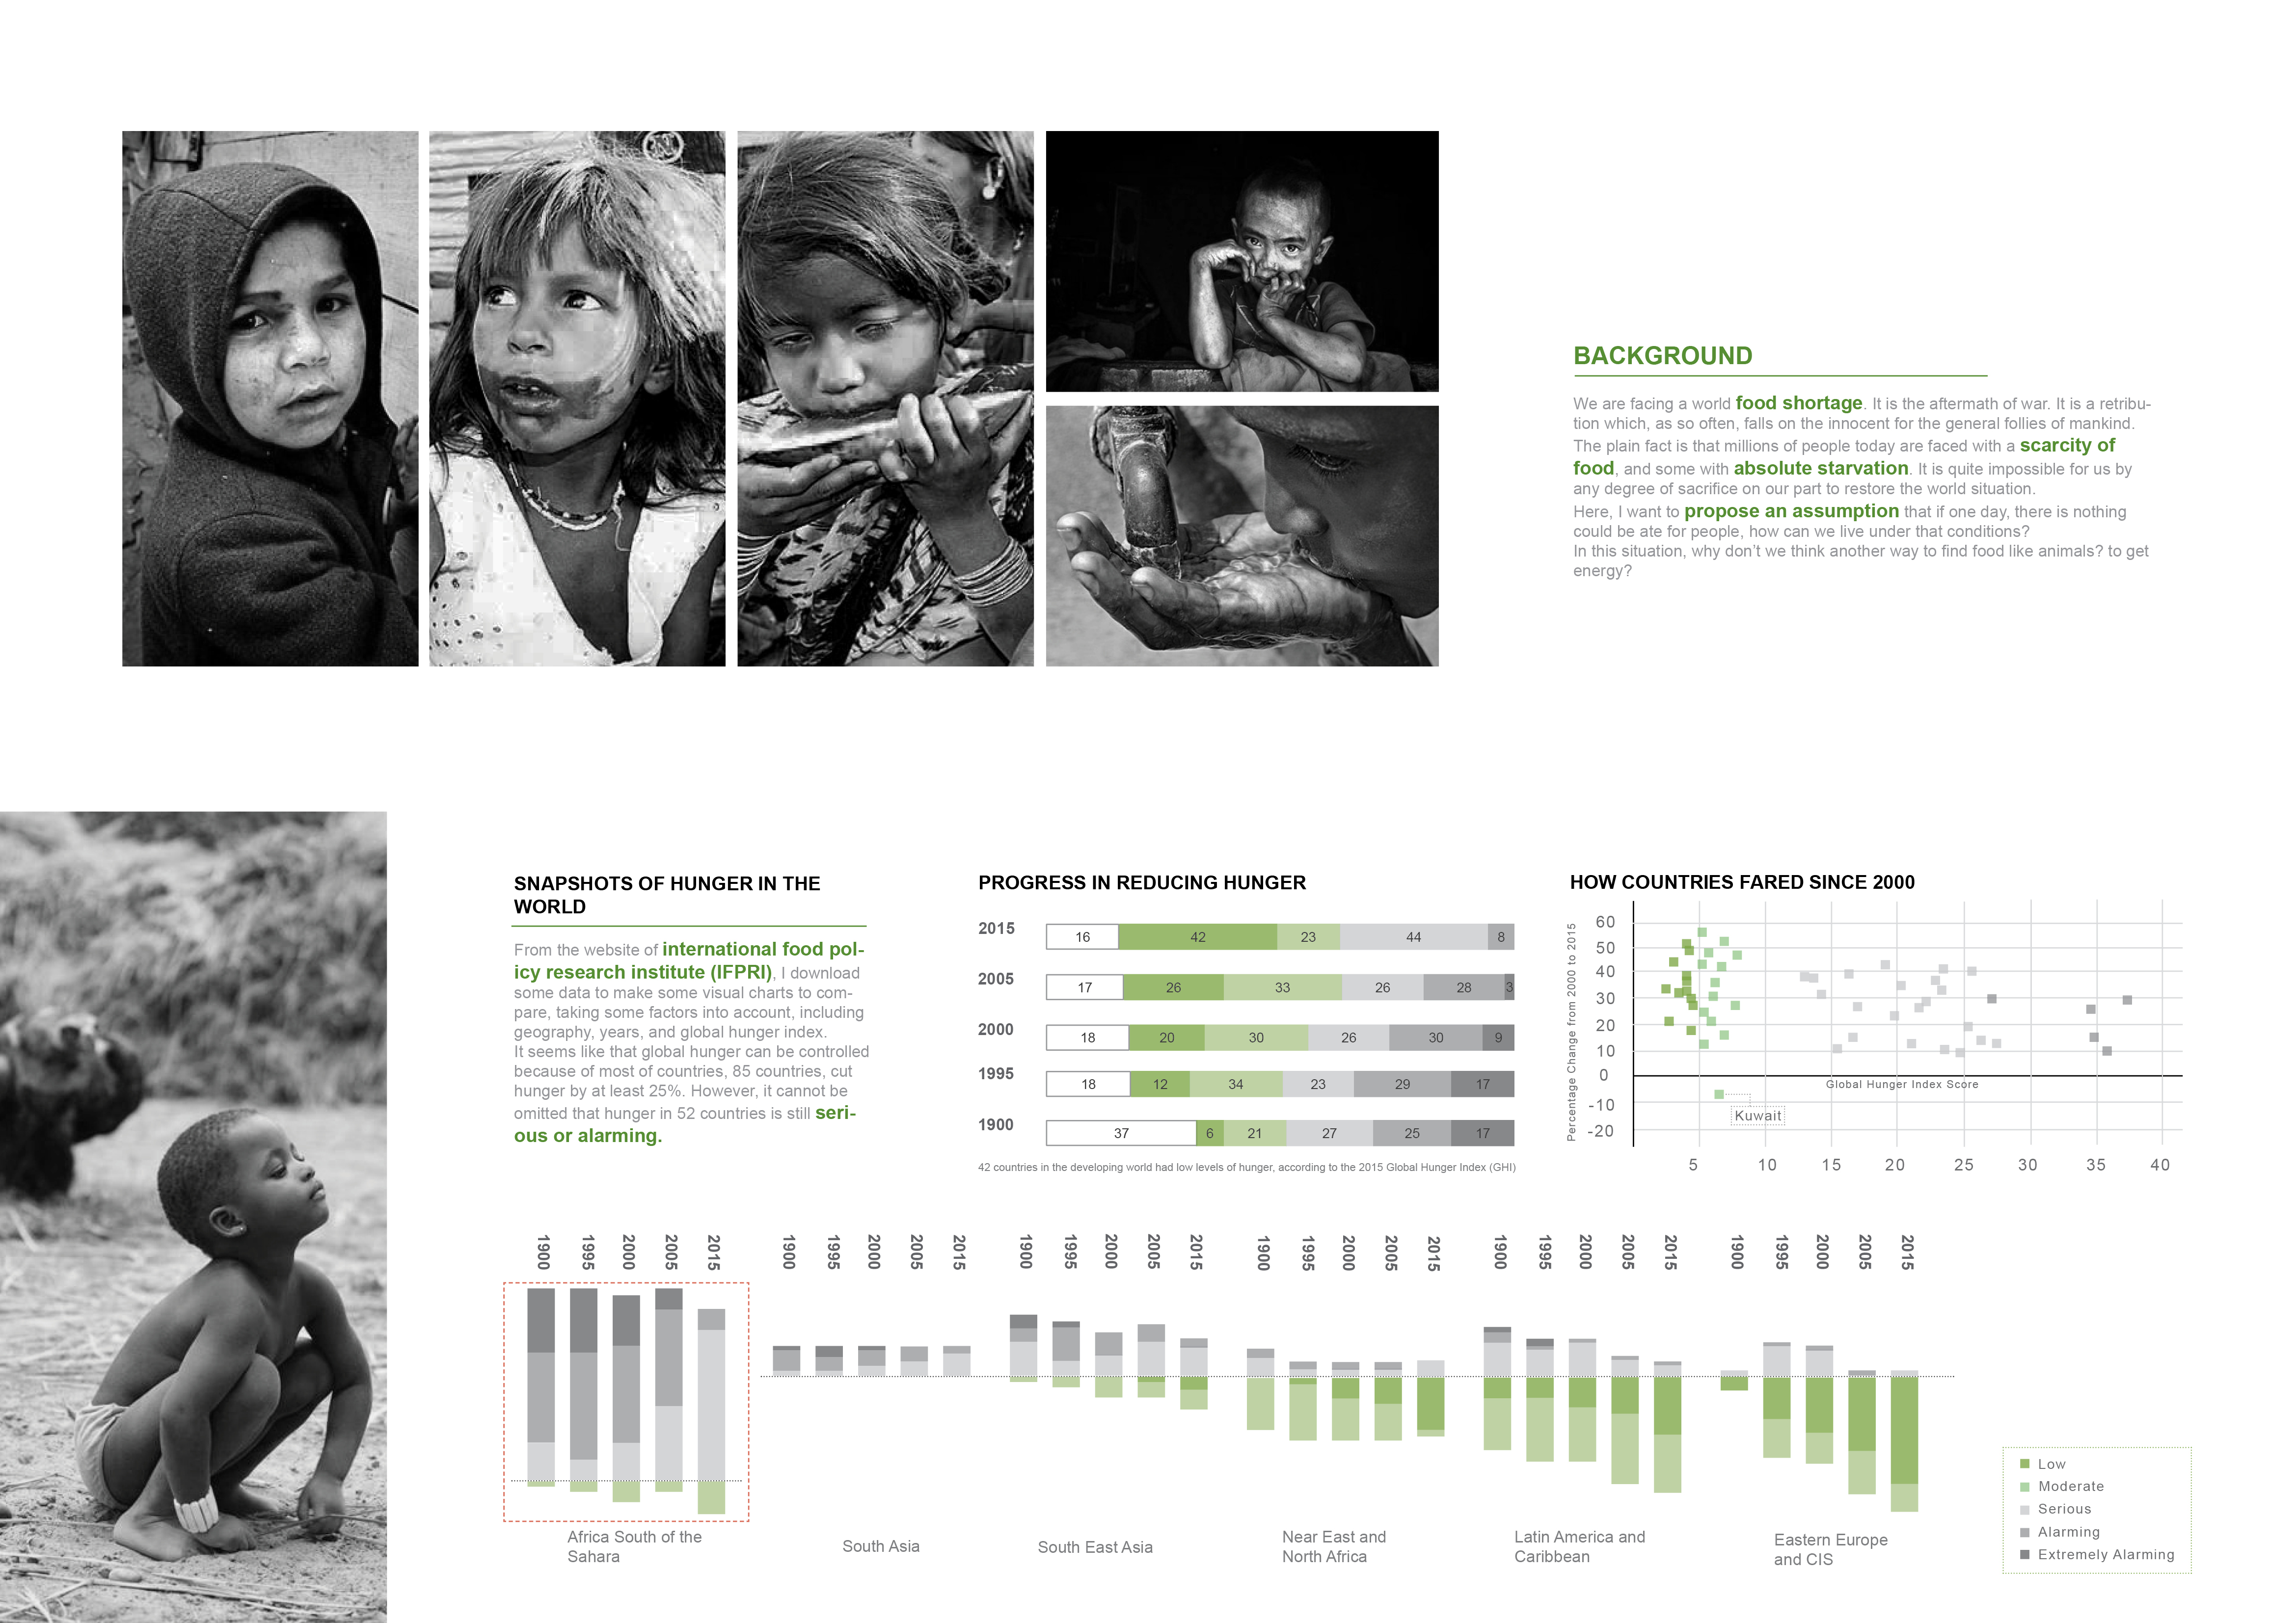 BACKGROUND
We are facing a world food shortage. It is the aftermath of war. It is a retribu-
tion which, as so often, falls on the innocent for the general follies of mankind.
The plain fact is that millions of people today are faced with a scarcity of
food, and some with absolute starvation. It is quite impossible for us by
any degree of sacrifice on our part to restore the world situation.
Here, I want to propose an assumption that if one day, there is nothing
could be ate for people, how can we live under that conditions?
In this situation, why don't we think another way to find food like animals? to get
energy?
SNAPSHOTS OF HUNGER IN THE
WORLD
From the website of international food pol-
icy research institute (IFPRI), I download
some data to make some visual charts to com-
pare, taking some factors into account, including
geography, years, and global hunger index.
It seems like that global hunger can be controlled
because of most of countries, 85 countries, cut
hunger by at least 25%. However, it cannot be
omitted that hunger in 52 countries is still seri-
ous or alarming.
PROGRESS IN REDUCING HUNGER
2015 16 42 23 44 8
2005 17 26 33 26 28 3
2000 18 20 30 26 30 9
1995 18 12 34 23 29 17
1900 37 6 21 27 25 17
42 countries in the developing world had low levels of hunger, according to the 2015 Global Hunger Index (GHI)
HOW COUNTRIES FARED SINCE 2000
Percentage Change from 2000 to 2015
60
50
40
30
20
10
0
-10
-20
Global Hunger Index Score
Kuwait
5 10 15 20 25 30 35 40
1900 1995 2000 2005 2015
1900 1995 2000 2005 2015
1900 1995 2000 2005 2015
1900 1995 2000 2005 2015
1900 1995 2000 2005 2015
1900 1995 2000 2005 2015
Africa South of the
Sahara
South Asia
South East Asia
Near East and
North Africa
Latin America and
Caribbean
Eastern Europe
and CIS
Low
Moderate
Serious
Alarming
Extremely Alarming